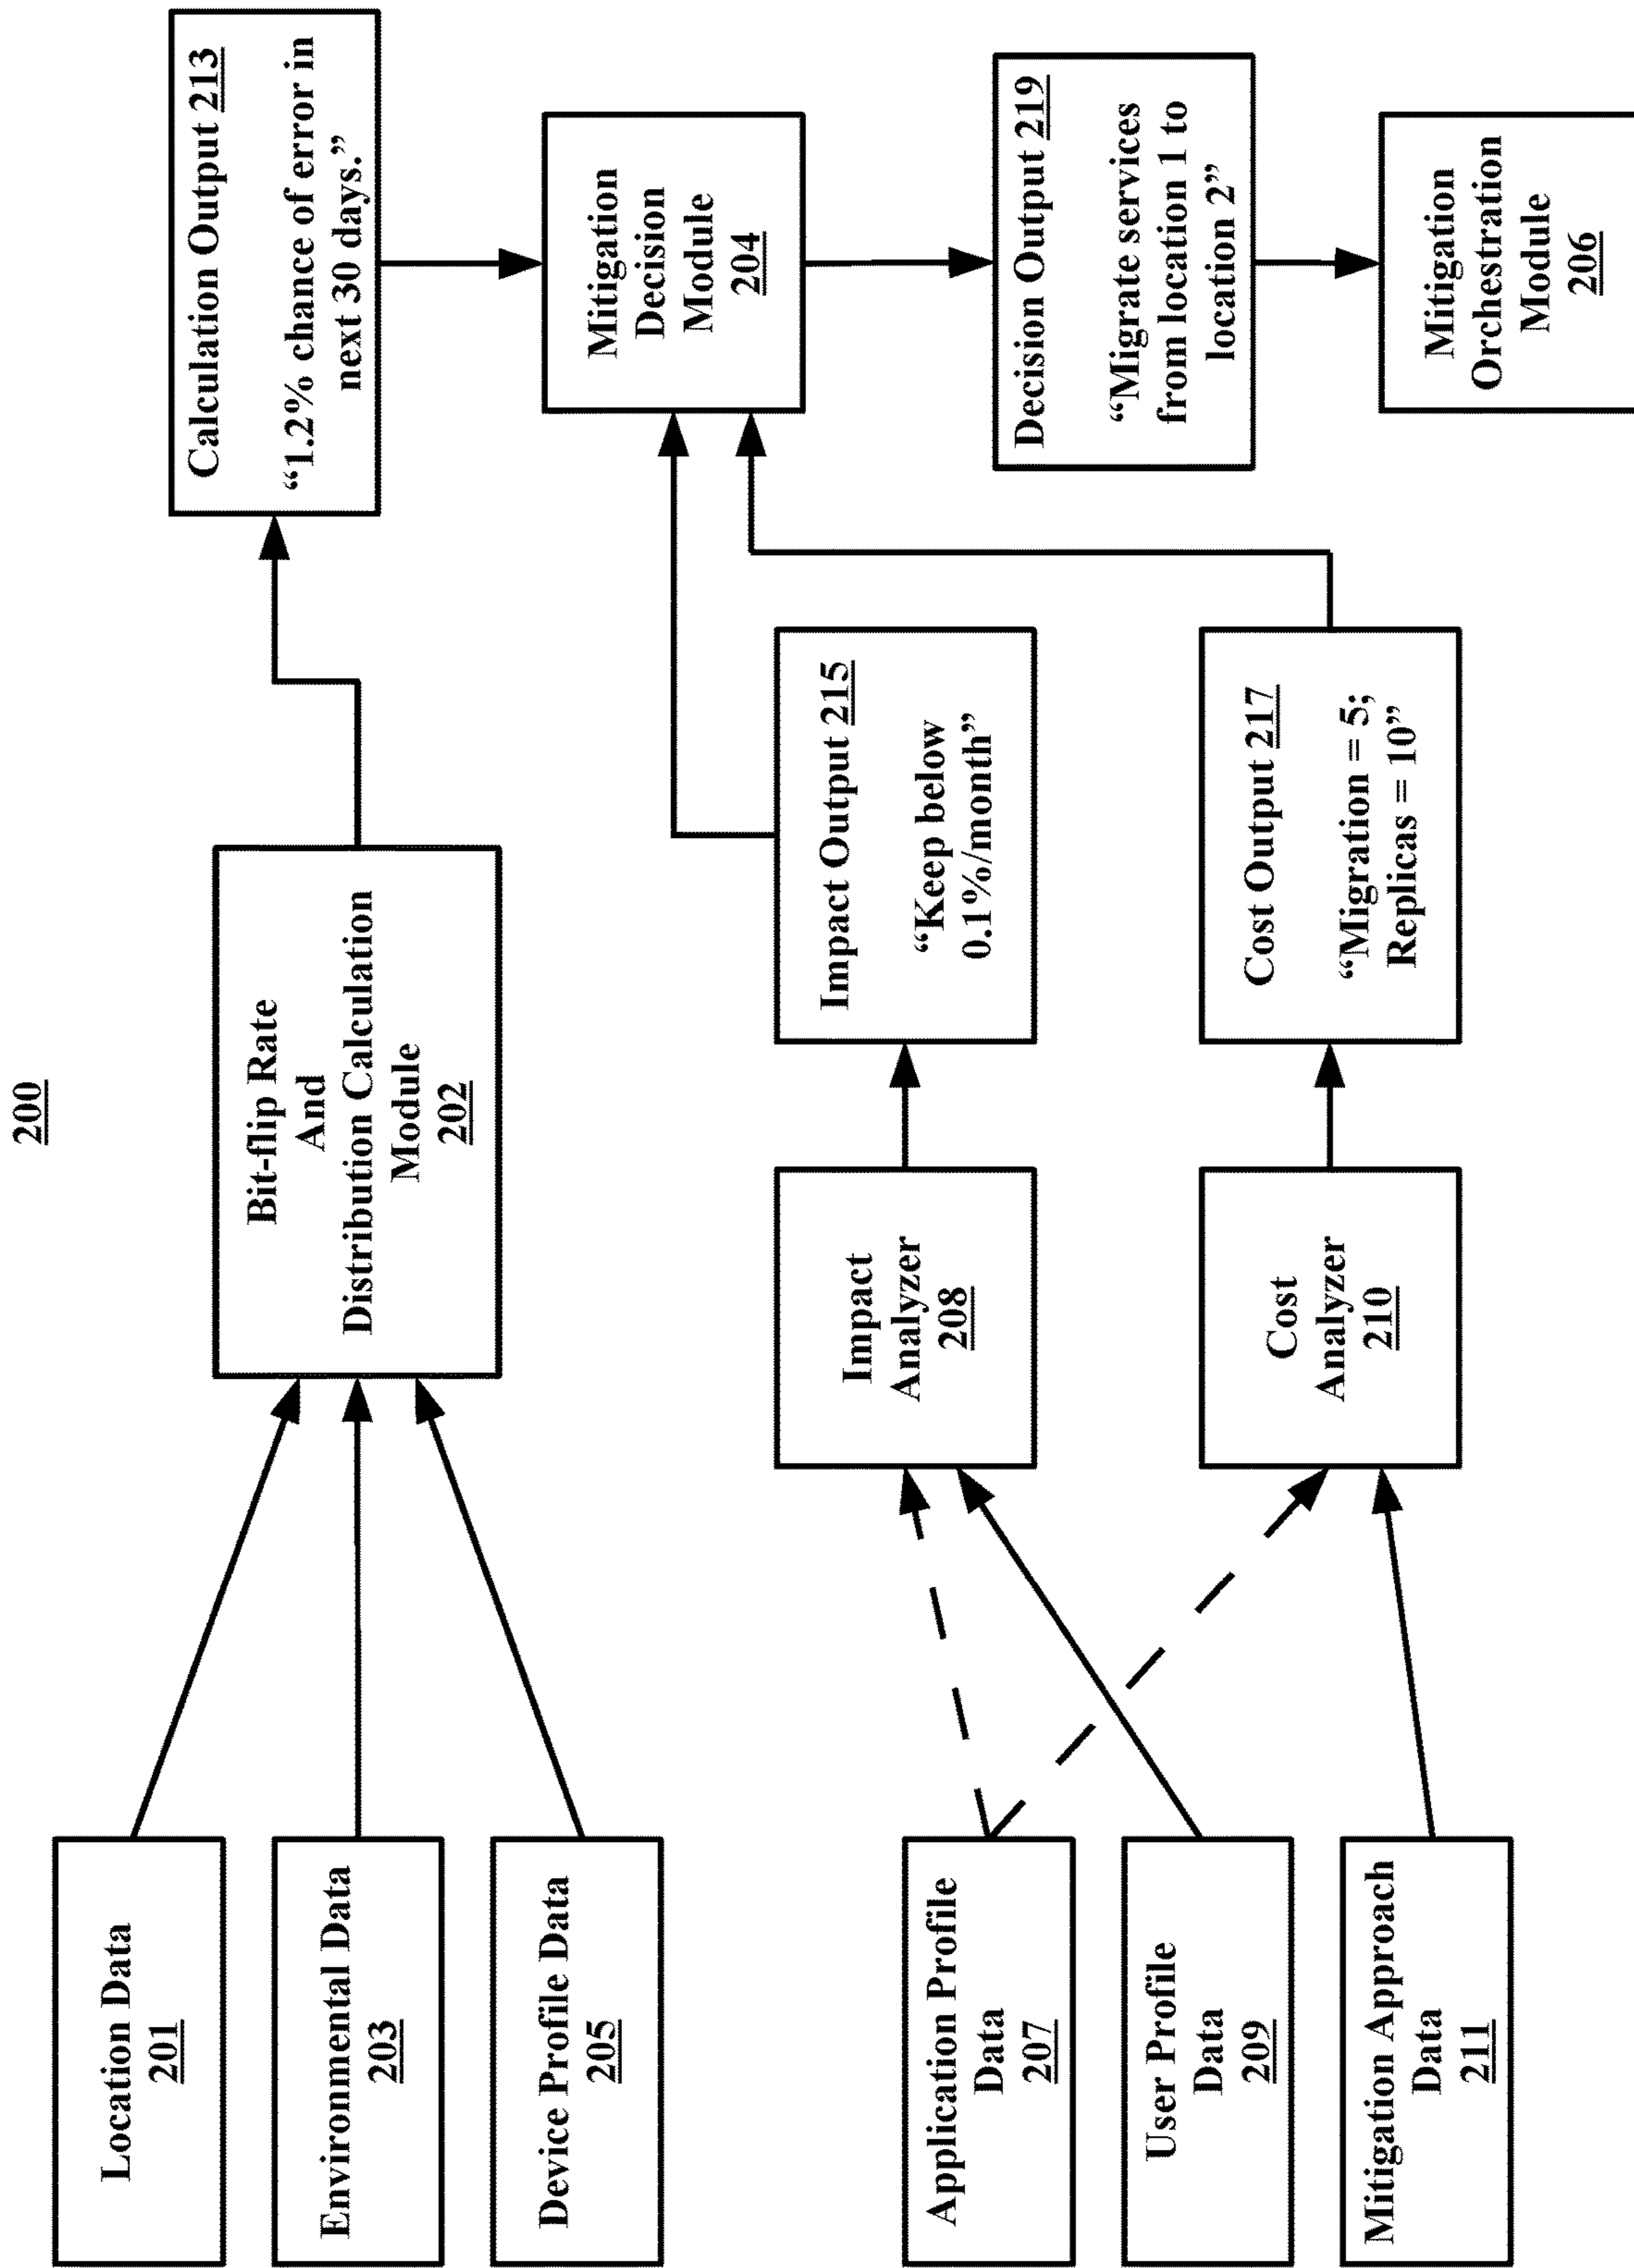 200
Location Data
201
Environmental Data
203
Device Profile Data
205
Application Profile
Data
207
User Profile
Data
209
Mitigation Approach
Data
211
Bit-flip Rate
And
Distribution Calculation
Module
202
Impact
Analyzer
208
Cost
Analyzer
210
Impact Output 215
“Keep below
0.1%/month”
Cost Output 217
“Migration = 5;
Replicas = 10”
Calculation Output 213
“1.2% chance of error in
next 30 days.”
Mitigation
Decision
Module
204
Decision Output 219
“Migrate services
from location 1 to
location 2”
Mitigation
Orchestration
Module
206